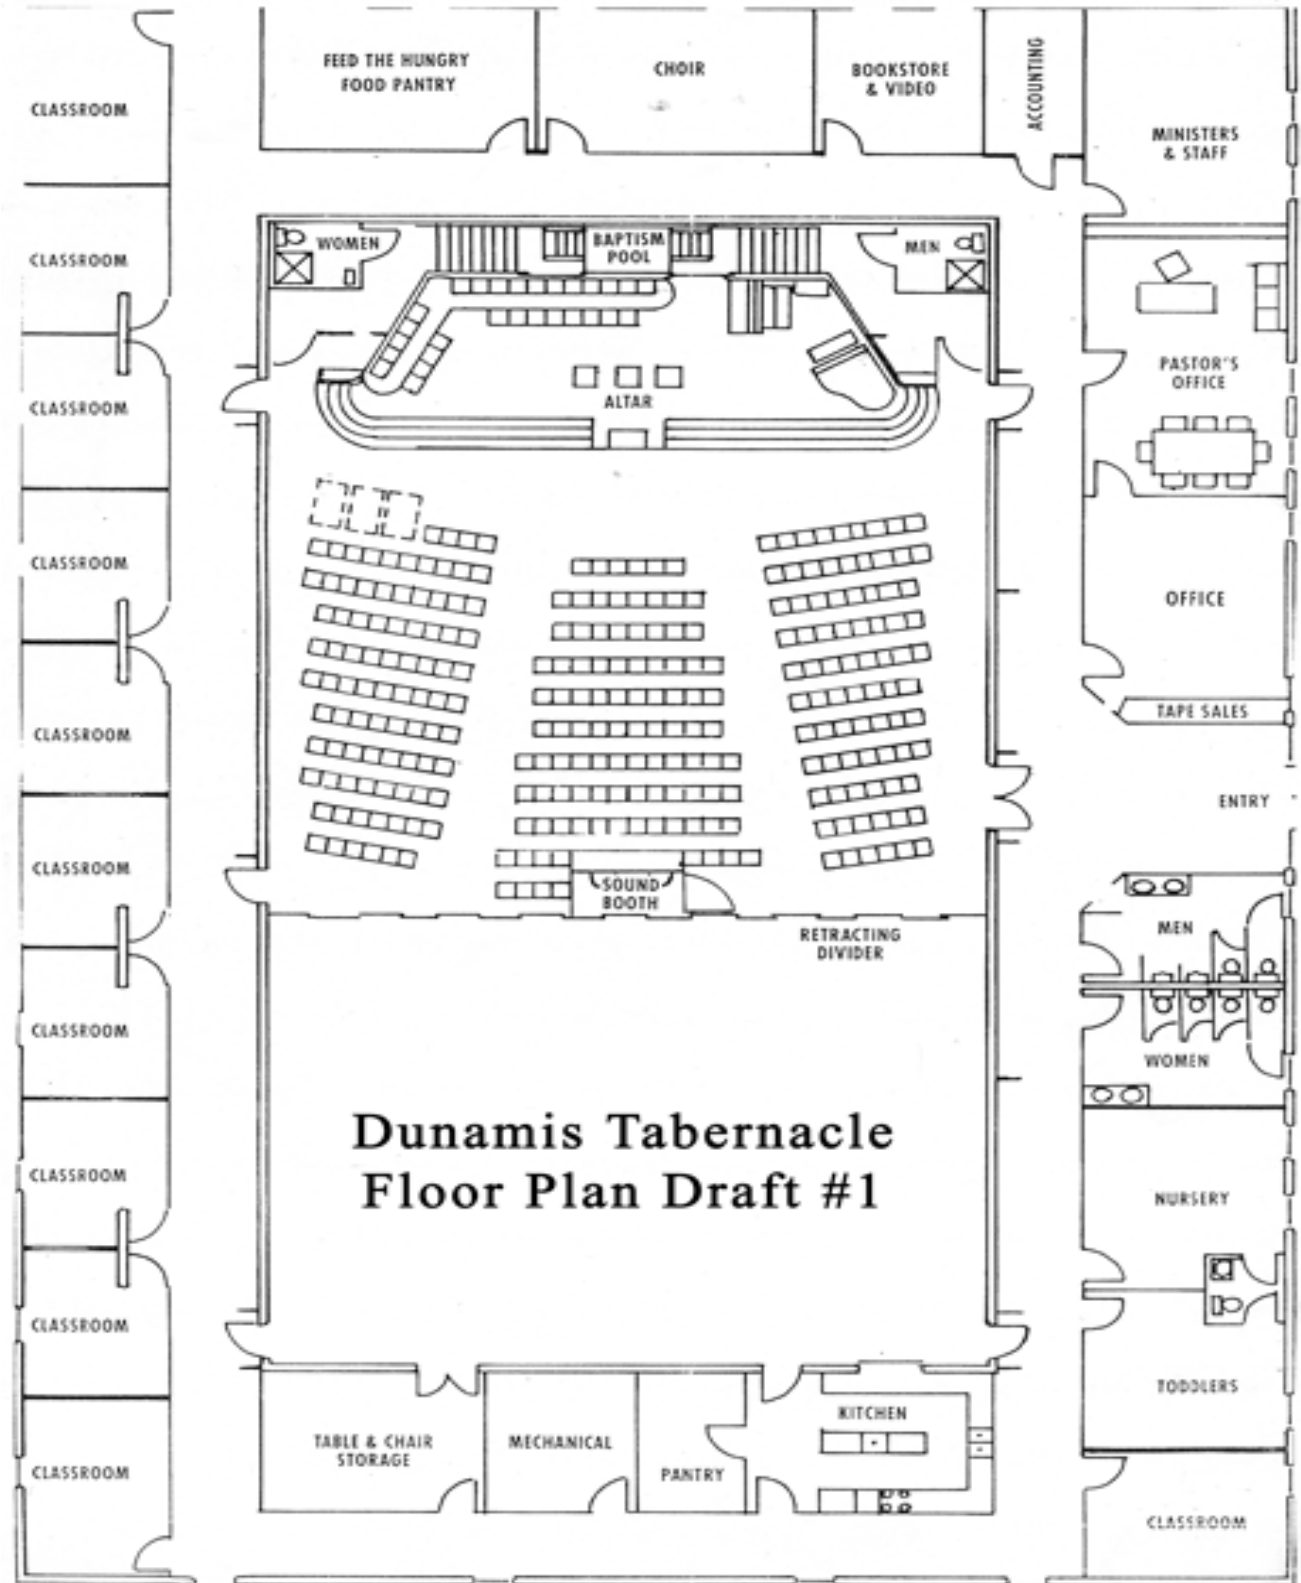 CLASSROOM
FEED THE HUNGRY
FOOD PANTRY
CHOIR
BOOKSTORE
& VIDEO
ACCOUNTING
MINISTERS
& STAFF
CLASSROOM
WOMEN
BAPTISM
POOL
MEN
CLASSROOM
ALTAR
PASTOR'S
OFFICE
CLASSROOM
OFFICE
CLASSROOM
TAPE SALES
ENTRY
CLASSROOM
SOUND
BOOTH
RETRACTING
DIVIDER
MEN
CLASSROOM
WOMEN
Dunamis Tabernacle
Floor Plan Draft #1
CLASSROOM
NURSERY
CLASSROOM
TODDLERS
TABLE & CHAIR
STORAGE
MECHANICAL
PANTRY
KITCHEN
CLASSROOM
CLASSROOM